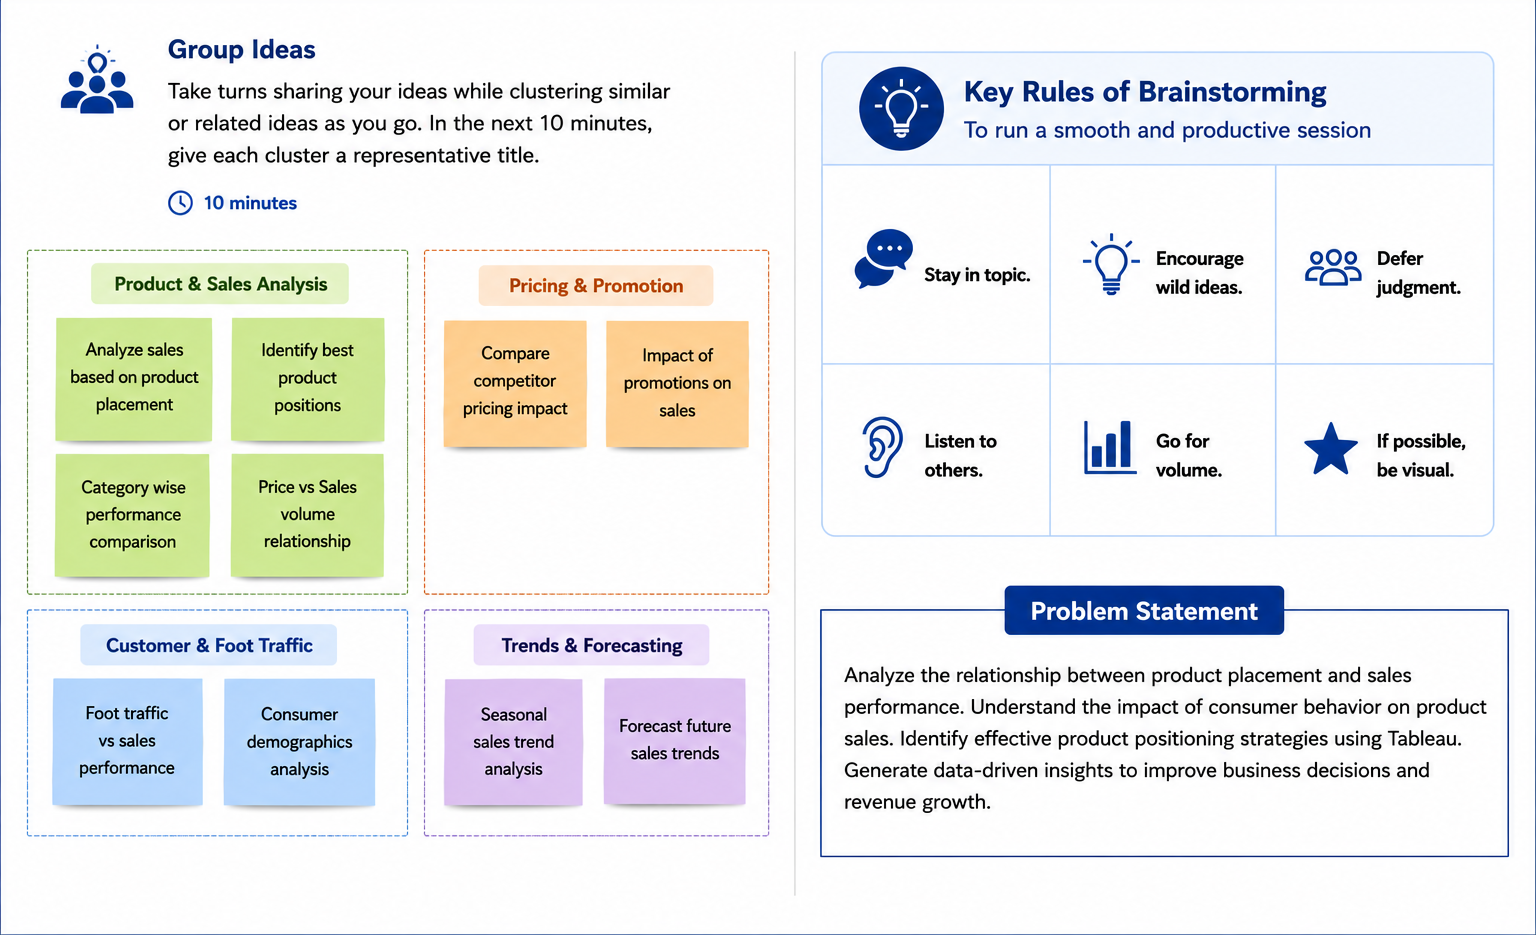 Group Ideas
Take turns sharing your ideas while clustering similar
or related ideas as you go. In the next 10 minutes,
give each cluster a representative title.
10 minutes
Product & Sales Analysis
Analyze sales
based on product
placement
Identify best
product
positions
Category wise
performance
comparison
Price vs Sales
volume
relationship
Pricing & Promotion
Compare
competitor
pricing impact
Impact of
promotions on
sales
Customer & Foot Traffic
Foot traffic
vs sales
performance
Consumer
demographics
analysis
Trends & Forecasting
Seasonal
sales trend
analysis
Forecast future
sales trends
Key Rules of Brainstorming
To run a smooth and productive session
Stay in topic.
Encourage
wild ideas.
Defer
judgment.
Listen to
others.
Go for
volume.
If possible,
be visual.
Problem Statement
Analyze the relationship between product placement and sales
performance. Understand the impact of consumer behavior on product
sales. Identify effective product positioning strategies using Tableau.
Generate data-driven insights to improve business decisions and
revenue growth.